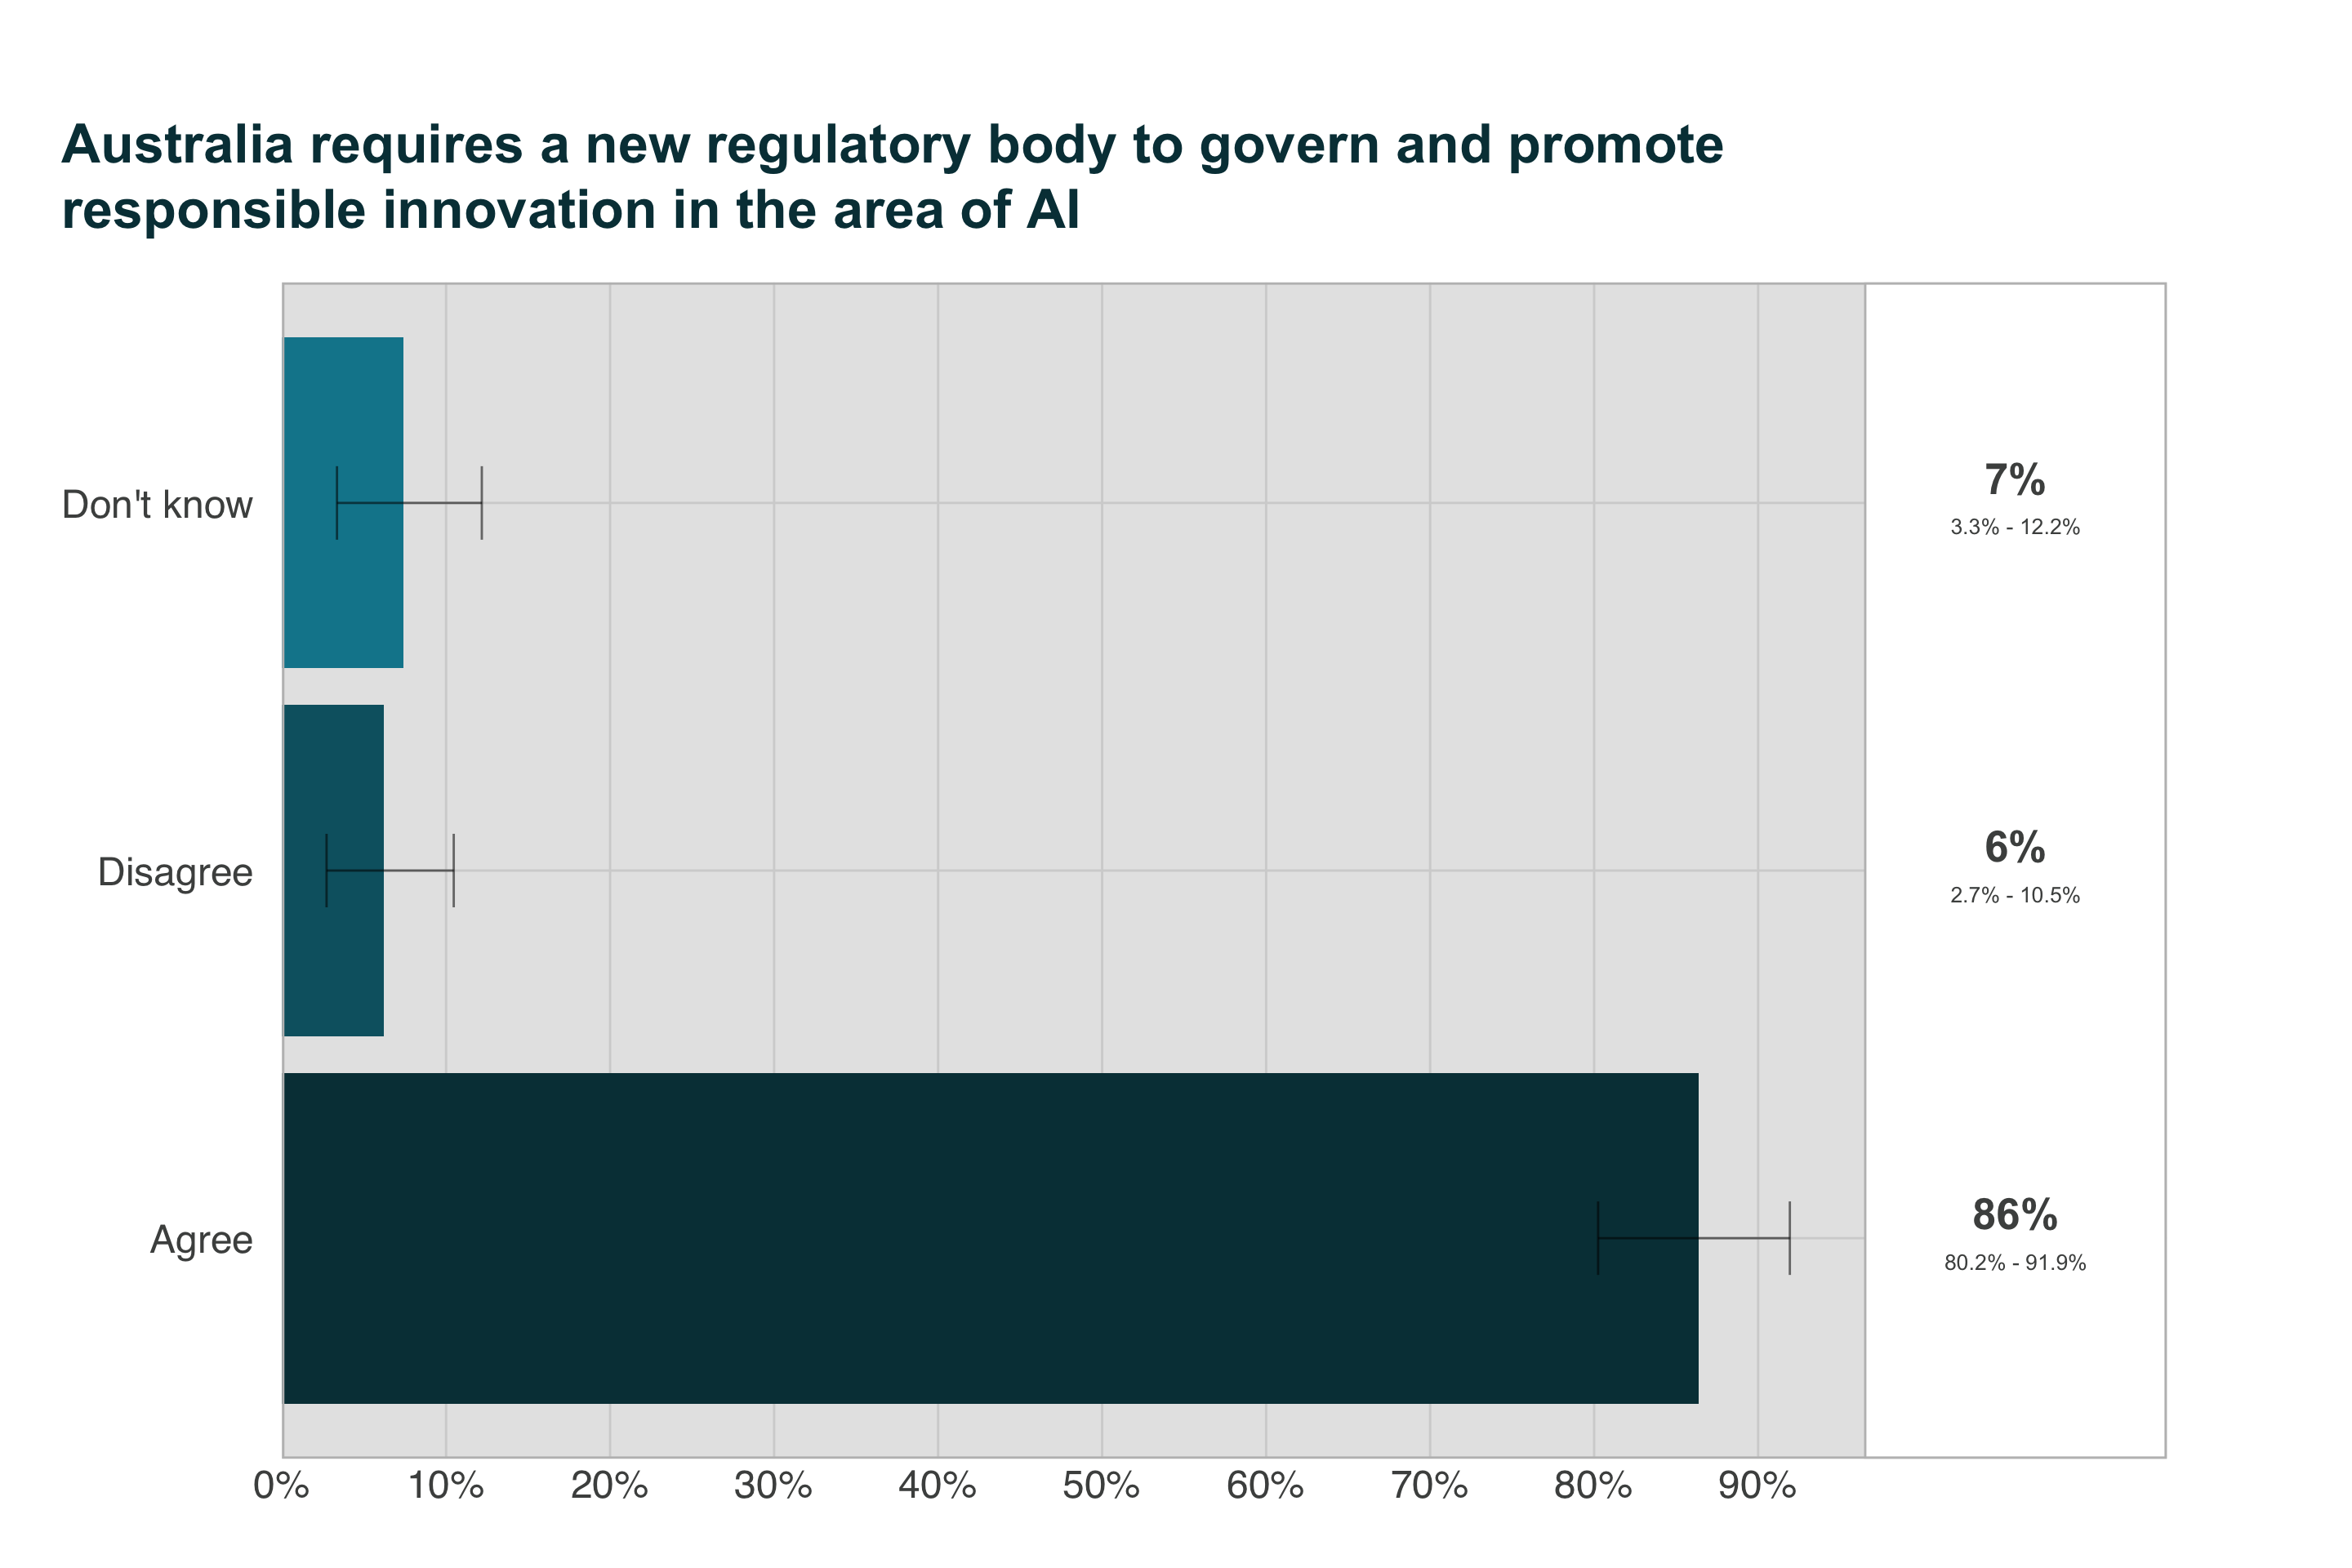 Australia requires a new regulatory body to govern and promote
responsible innovation in the area of AI
Don't know
7%
3.3% - 12.2%
Disagree
6%
2.7% - 10.5%
Agree
86%
80.2% - 91.9%
0% 10% 20% 30% 40% 50% 60% 70% 80% 90%